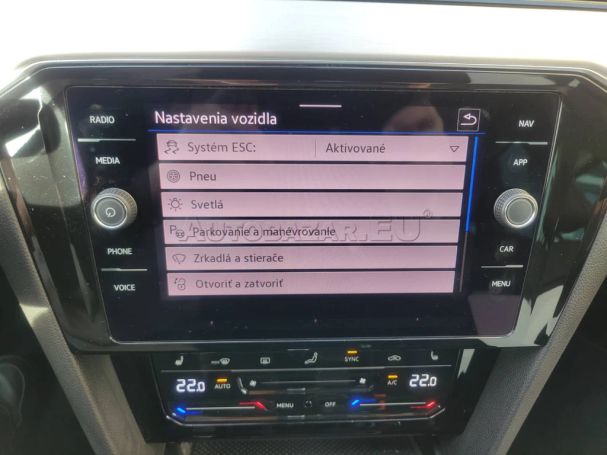 RADIO
MEDIA
PHONE
VOICE
Nastavenia vozidla
Systém ESC: Aktivované
Pneu
Svetlá
Parkovanie a manévrovanie
Zrkadlá a stierače
Otvoriť a zatvoriť
AUTOBAZAR.EU
NAV
APP
CAR
MENU
SYNC
22.0 AUTO A/C 22.0
MENU OFF